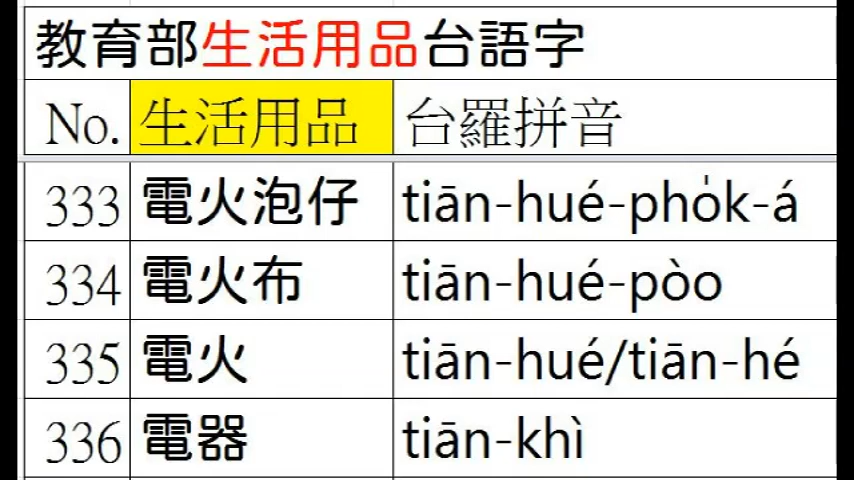 教育部生活用品台語字
No. 生活用品 台羅拼音
333 電火泡仔 tiān-hué-pho̍k-á
334 電火布 tiān-hué-pòo
335 電火 tiān-hué/tiān-hé
336 電器 tiān-khì